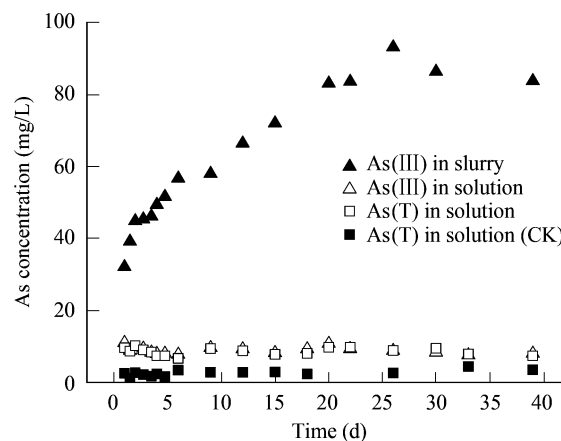 As concentration (mg/L)
100
80
60
40
20
10
0
As(III) in slurry
As(III) in solution
As(T) in solution
As(T) in solution (CK)
0 5 10 15 20 25 30 35 40
Time (d)